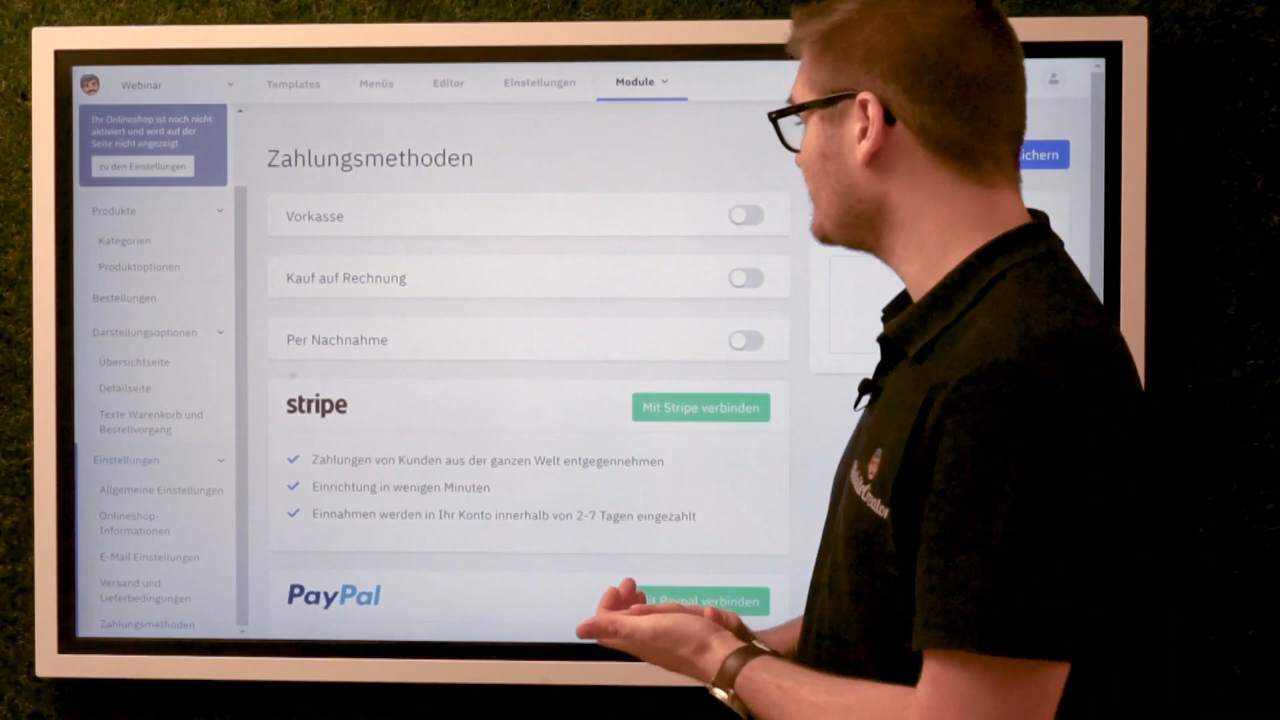 Webinar
Templates
Menüs
Editor
Einstellungen
Module
Ihr Onlineshop ist noch nicht
aktiviert und wird auf der
Seite nicht angezeigt
zu den Einstellungen
Produkte
Kategorien
Produktoptionen
Bestellungen
Darstellungsoptionen
Übersichtseite
Detailseite
Texte Warenkorb und
Bestellvorgang
Einstellungen
Allgemeine Einstellungen
Onlineshop-
Informationen
E-Mail Einstellungen
Versand und
Lieferbedingungen
Zahlungsmethoden
Zahlungsmethoden
ichern
Vorkasse
Kauf auf Rechnung
Per Nachnahme
stripe
Mit Stripe verbinden
Zahlungen von Kunden aus der ganzen Welt entgegennehmen
Einrichtung in wenigen Minuten
Einnahmen werden in Ihr Konto innerhalb von 2-7 Tagen eingezahlt
PayPal
it Paypal verbinden